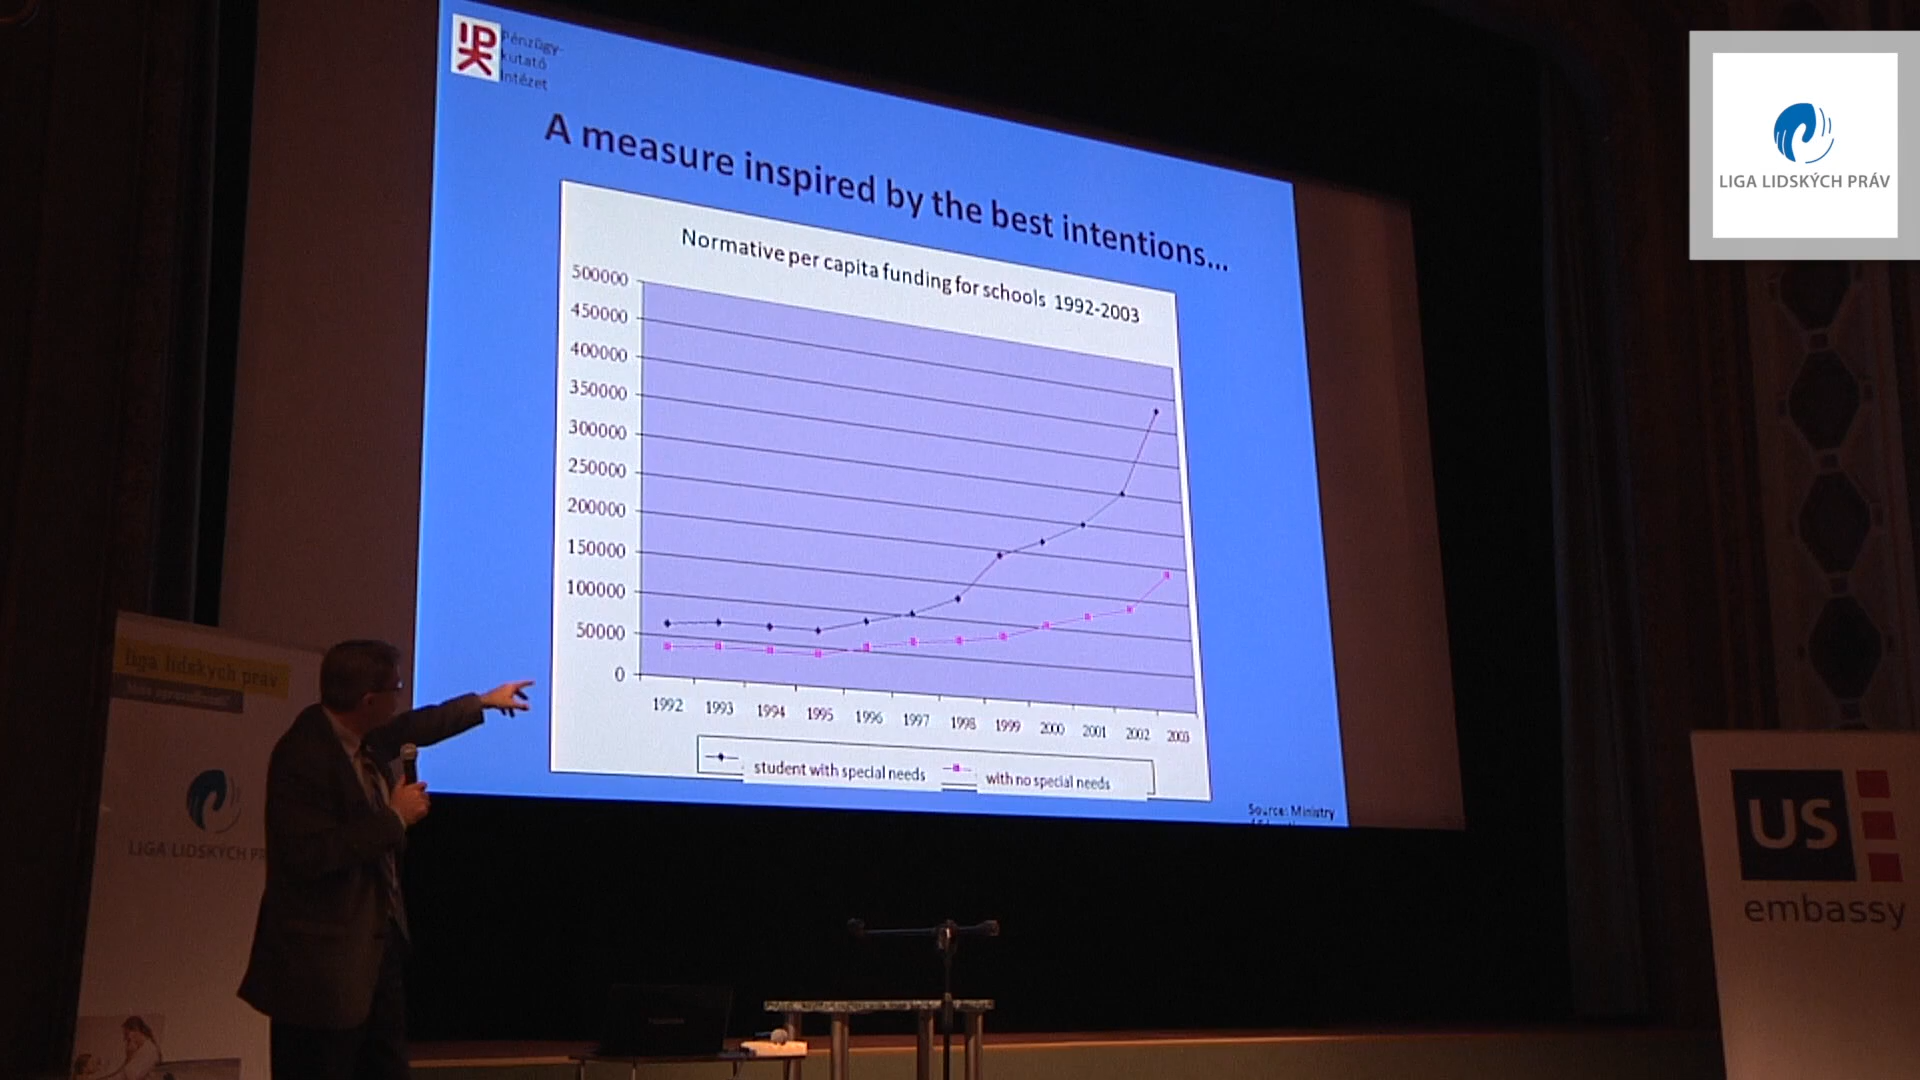 Pénzügy-
kutató
Intézet
LIGA LIDSKÝCH PRÁV
A measure inspired by the best intentions...
Normative per capita funding for schools 1992-2003
500000
450000
400000
350000
300000
250000
200000
150000
100000
50000
0
1992 1993 1994 1995 1996 1997 1998 1999 2000 2001 2002 2003
student with special needs with no special needs
Source: Ministry
liga lidských práv
LIGA LIDSKÝCH PR
US
embassy